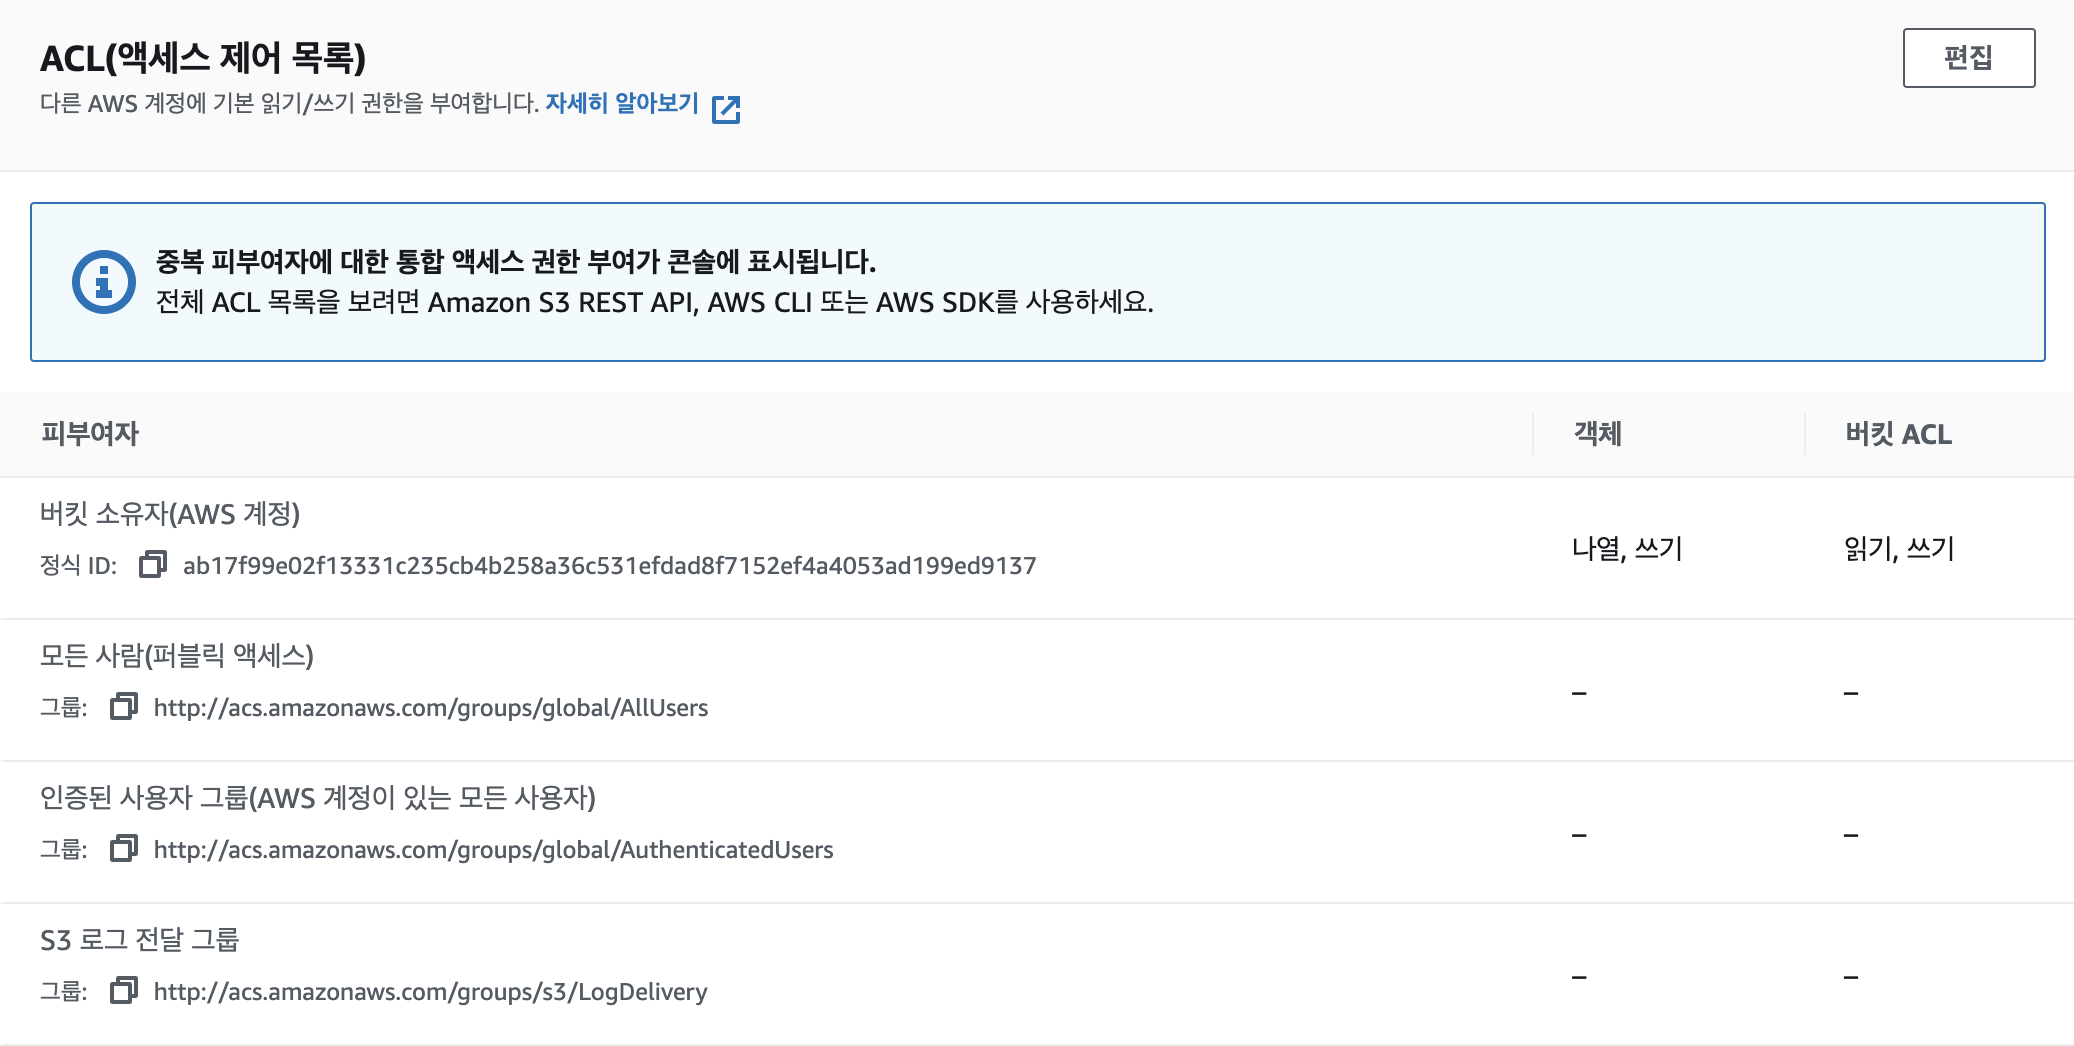 ACL(액세스 제어 목록)
편집
다른 AWS 계정에 기본 읽기/쓰기 권한을 부여합니다. 자세히 알아보기
중복 피부여자에 대한 통합 액세스 권한 부여가 콘솔에 표시됩니다.
전체 ACL 목록을 보려면 Amazon S3 REST API, AWS CLI 또는 AWS SDK를 사용하세요.
피부여자 객체 버킷 ACL
버킷 소유자(AWS 계정)
정식 ID: ab17f99e02f13331c235cb4b258a36c531efdad8f7152ef4a4053ad199ed9137
나열, 쓰기 읽기, 쓰기
모든 사람(퍼블릭 액세스)
그룹: http://acs.amazonaws.com/groups/global/AllUsers
– –
인증된 사용자 그룹(AWS 계정이 있는 모든 사용자)
그룹: http://acs.amazonaws.com/groups/global/AuthenticatedUsers
– –
S3 로그 전달 그룹
그룹: http://acs.amazonaws.com/groups/s3/LogDelivery
– –